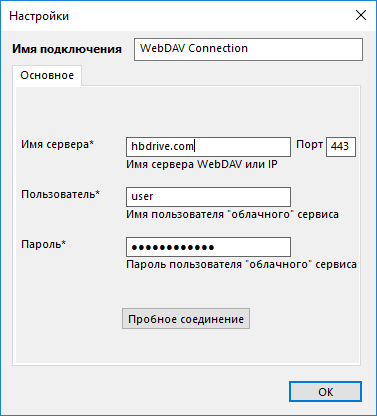 Настройки
Имя подключения WebDAV Connection
Основное
Имя сервера* hbdrive.com Порт 443
Имя сервера WebDAV или IP
Пользователь* user
Имя пользователя "облачного" сервиса
Пароль* ●●●●●●●●●●●●
Пароль пользователя "облачного" сервиса
Пробное соединение
OK